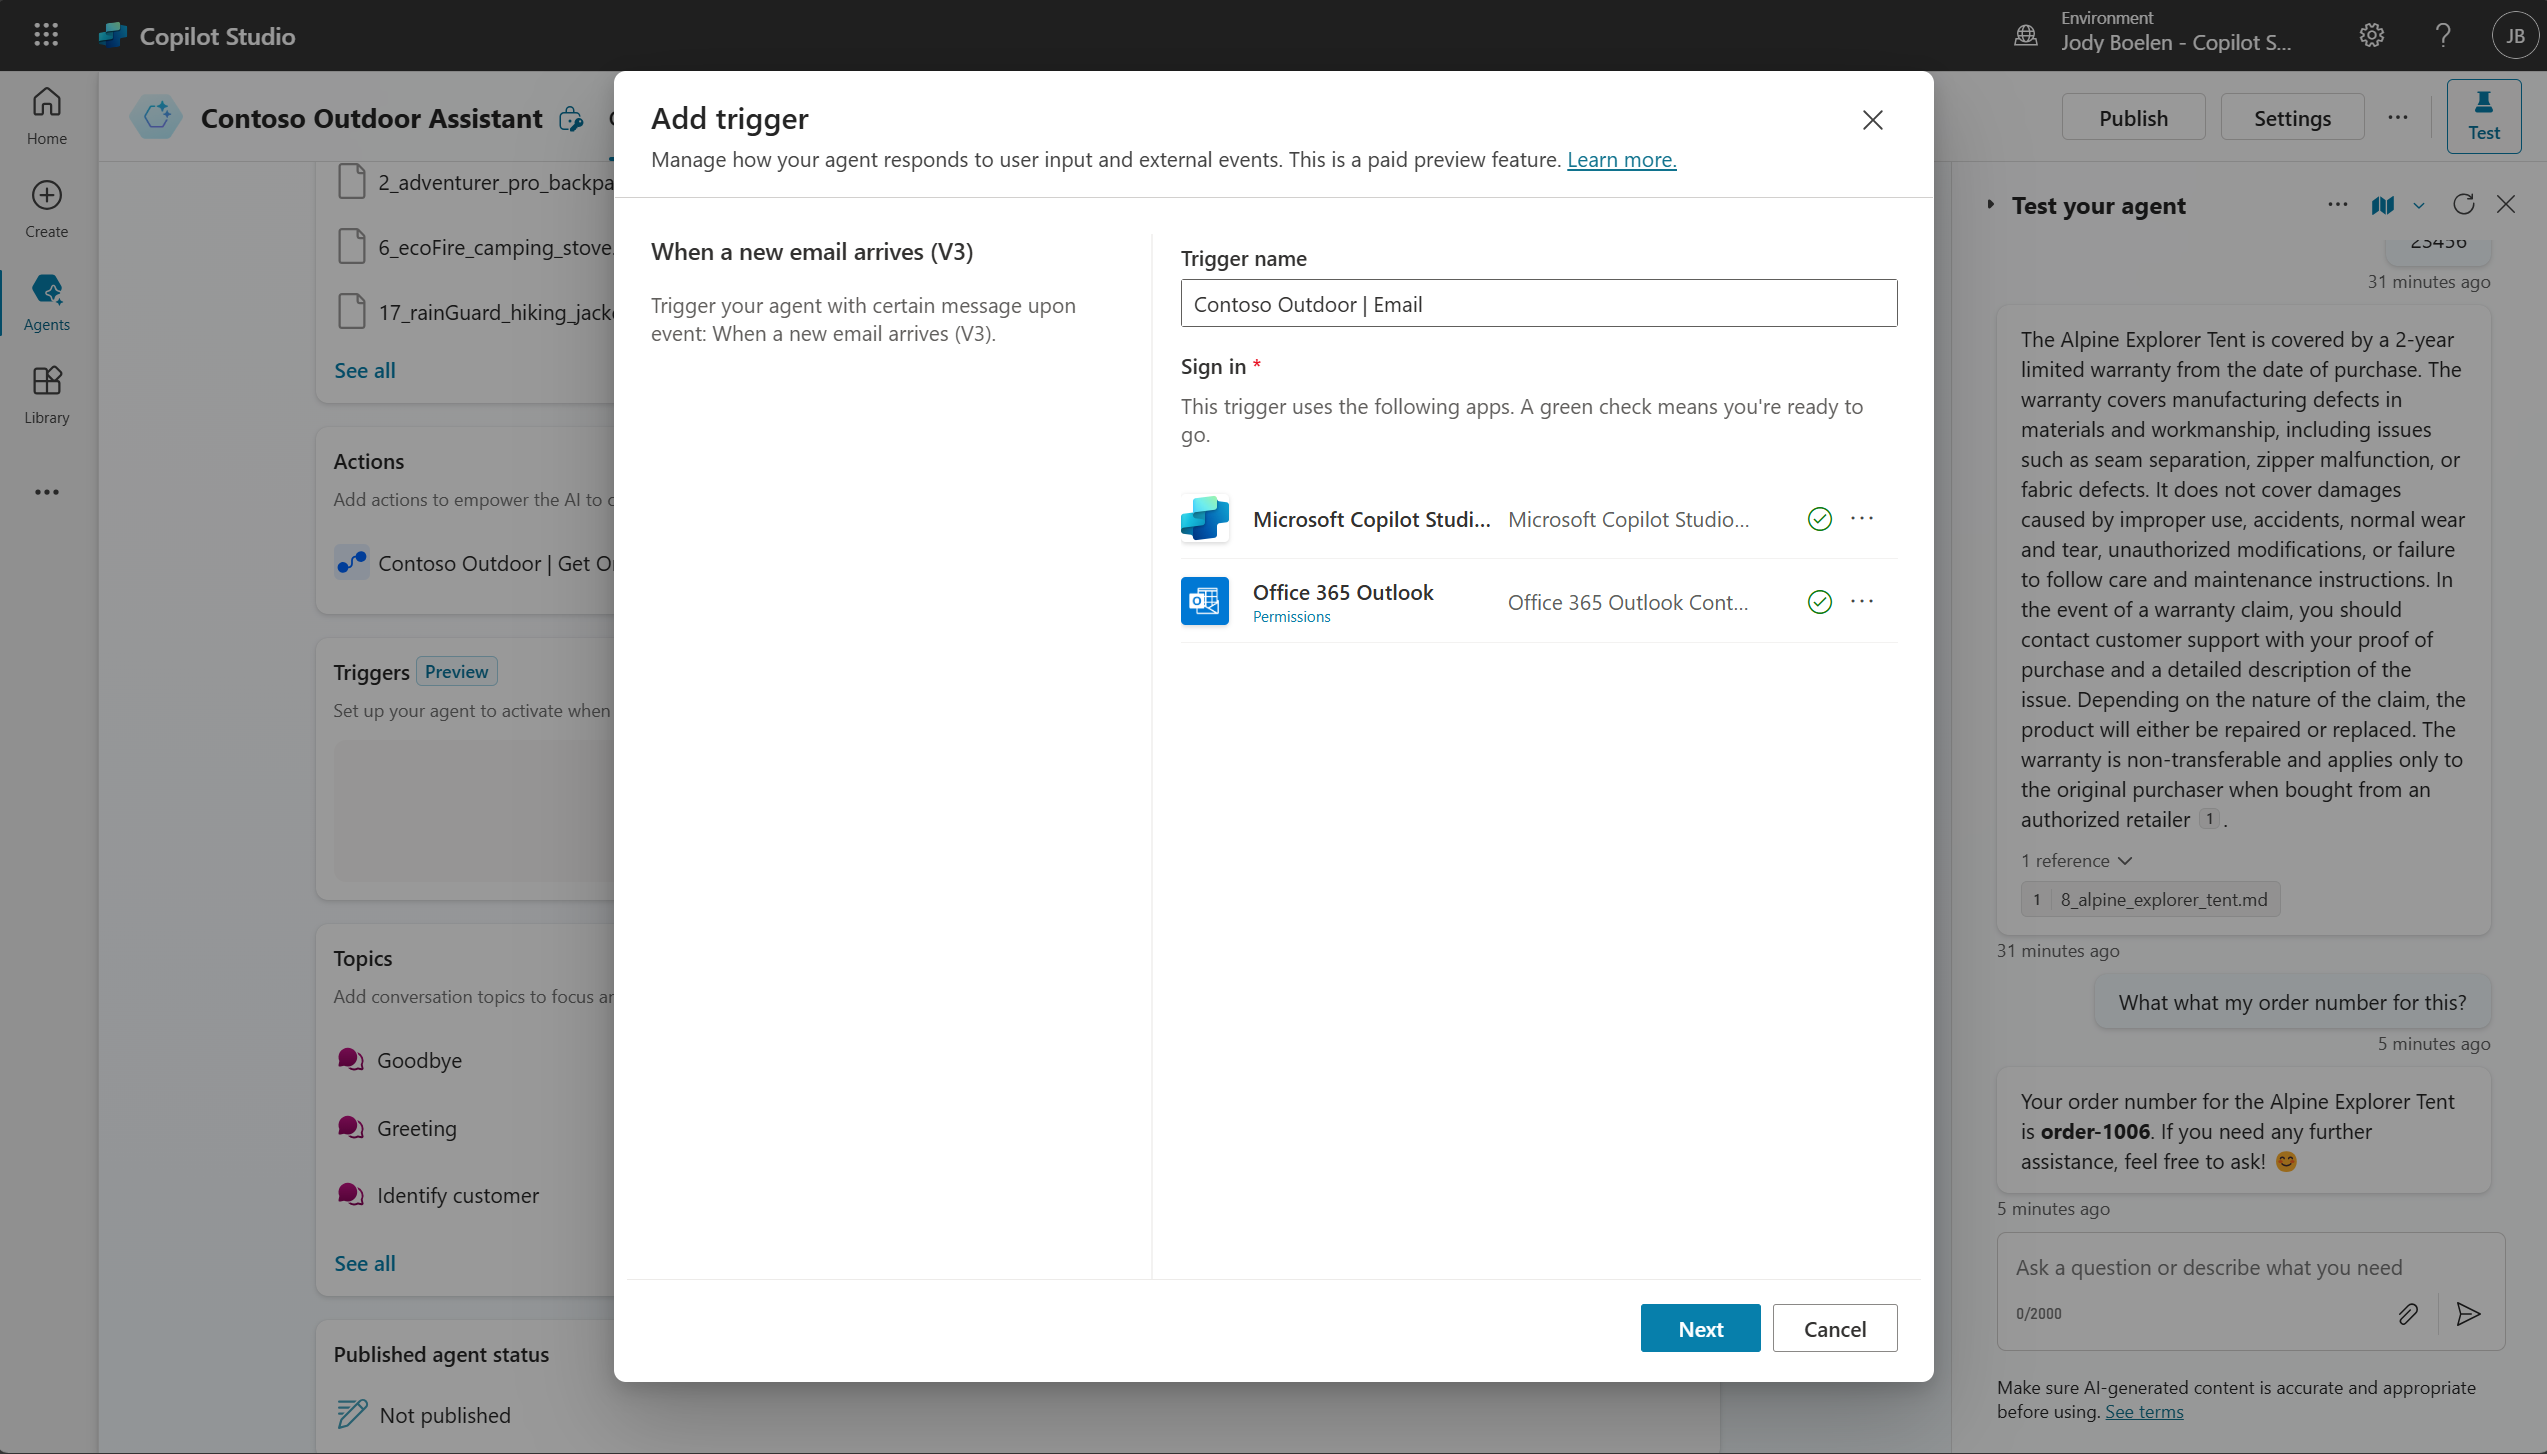 Copilot Studio
Environment
Jody Boelen - Copilot S...
JB
Home
Create
Agents
Library
Contoso Outdoor Assistant
Publish
Settings
Test
2_adventurer_pro_backpa
6_ecoFire_camping_stove.
17_rainGuard_hiking_jack
See all
Actions
Add actions to empower the AI to
Contoso Outdoor | Get O
Triggers Preview
Set up your agent to activate when
Topics
Add conversation topics to focus
Goodbye
Greeting
Identify customer
See all
Published agent status
Not published
Add trigger
Manage how your agent responds to user input and external events. This is a paid preview feature. Learn more.
When a new email arrives (V3)
Trigger your agent with certain message upon
event: When a new email arrives (V3).
Trigger name
Contoso Outdoor | Email
Sign in *
This trigger uses the following apps. A green check means you're ready to
go.
Microsoft Copilot Studi... Microsoft Copilot Studio...
Office 365 Outlook Office 365 Outlook Cont...
Permissions
Next
Cancel
Test your agent
23456
31 minutes ago
The Alpine Explorer Tent is covered by a 2-year
limited warranty from the date of purchase. The
warranty covers manufacturing defects in
materials and workmanship, including issues
such as seam separation, zipper malfunction, or
fabric defects. It does not cover damages
caused by improper use, accidents, normal wear
and tear, unauthorized modifications, or failure
to follow care and maintenance instructions. In
the event of a warranty claim, you should
contact customer support with your proof of
purchase and a detailed description of the
issue. Depending on the nature of the claim, the
product will either be repaired or replaced. The
warranty is non-transferable and applies only to
the original purchaser when bought from an
authorized retailer 1 .
1 reference
1 8_alpine_explorer_tent.md
31 minutes ago
What what my order number for this?
5 minutes ago
Your order number for the Alpine Explorer Tent
is order-1006. If you need any further
assistance, feel free to ask! 😊
5 minutes ago
Ask a question or describe what you need
0/2000
Make sure AI-generated content is accurate and appropriate
before using. See terms